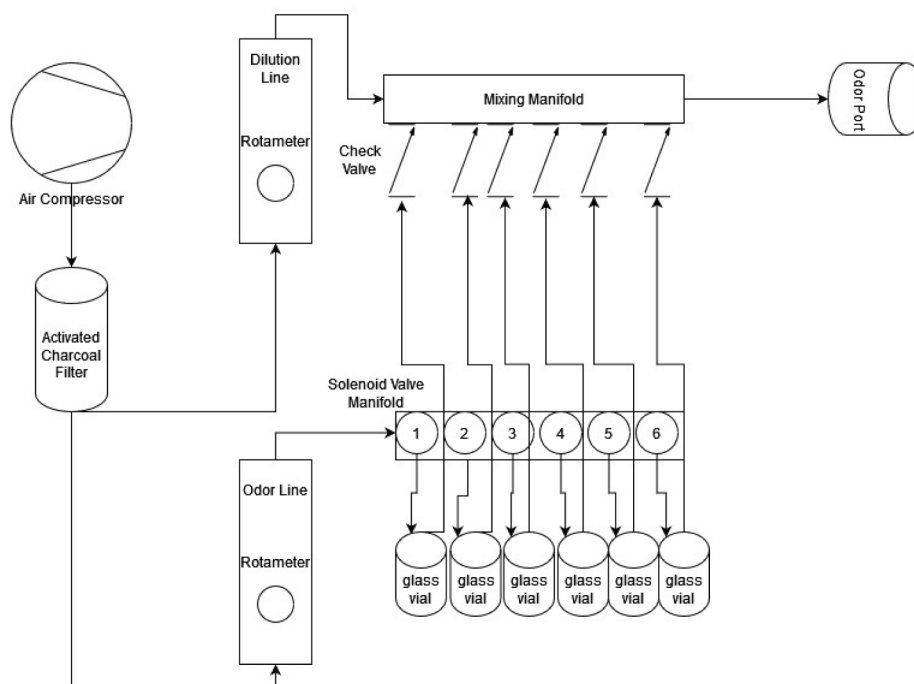 Air Compressor
Activated
Charcoal
Filter
Dilution
Line
Rotameter
Mixing Manifold
Odor Port
Check
Valve
Solenoid Valve
Manifold
1 2 3 4 5 6
Odor Line
Rotameter
glass
vial
glass
vial
glass
vial
glass
vial
glass
vial
glass
vial